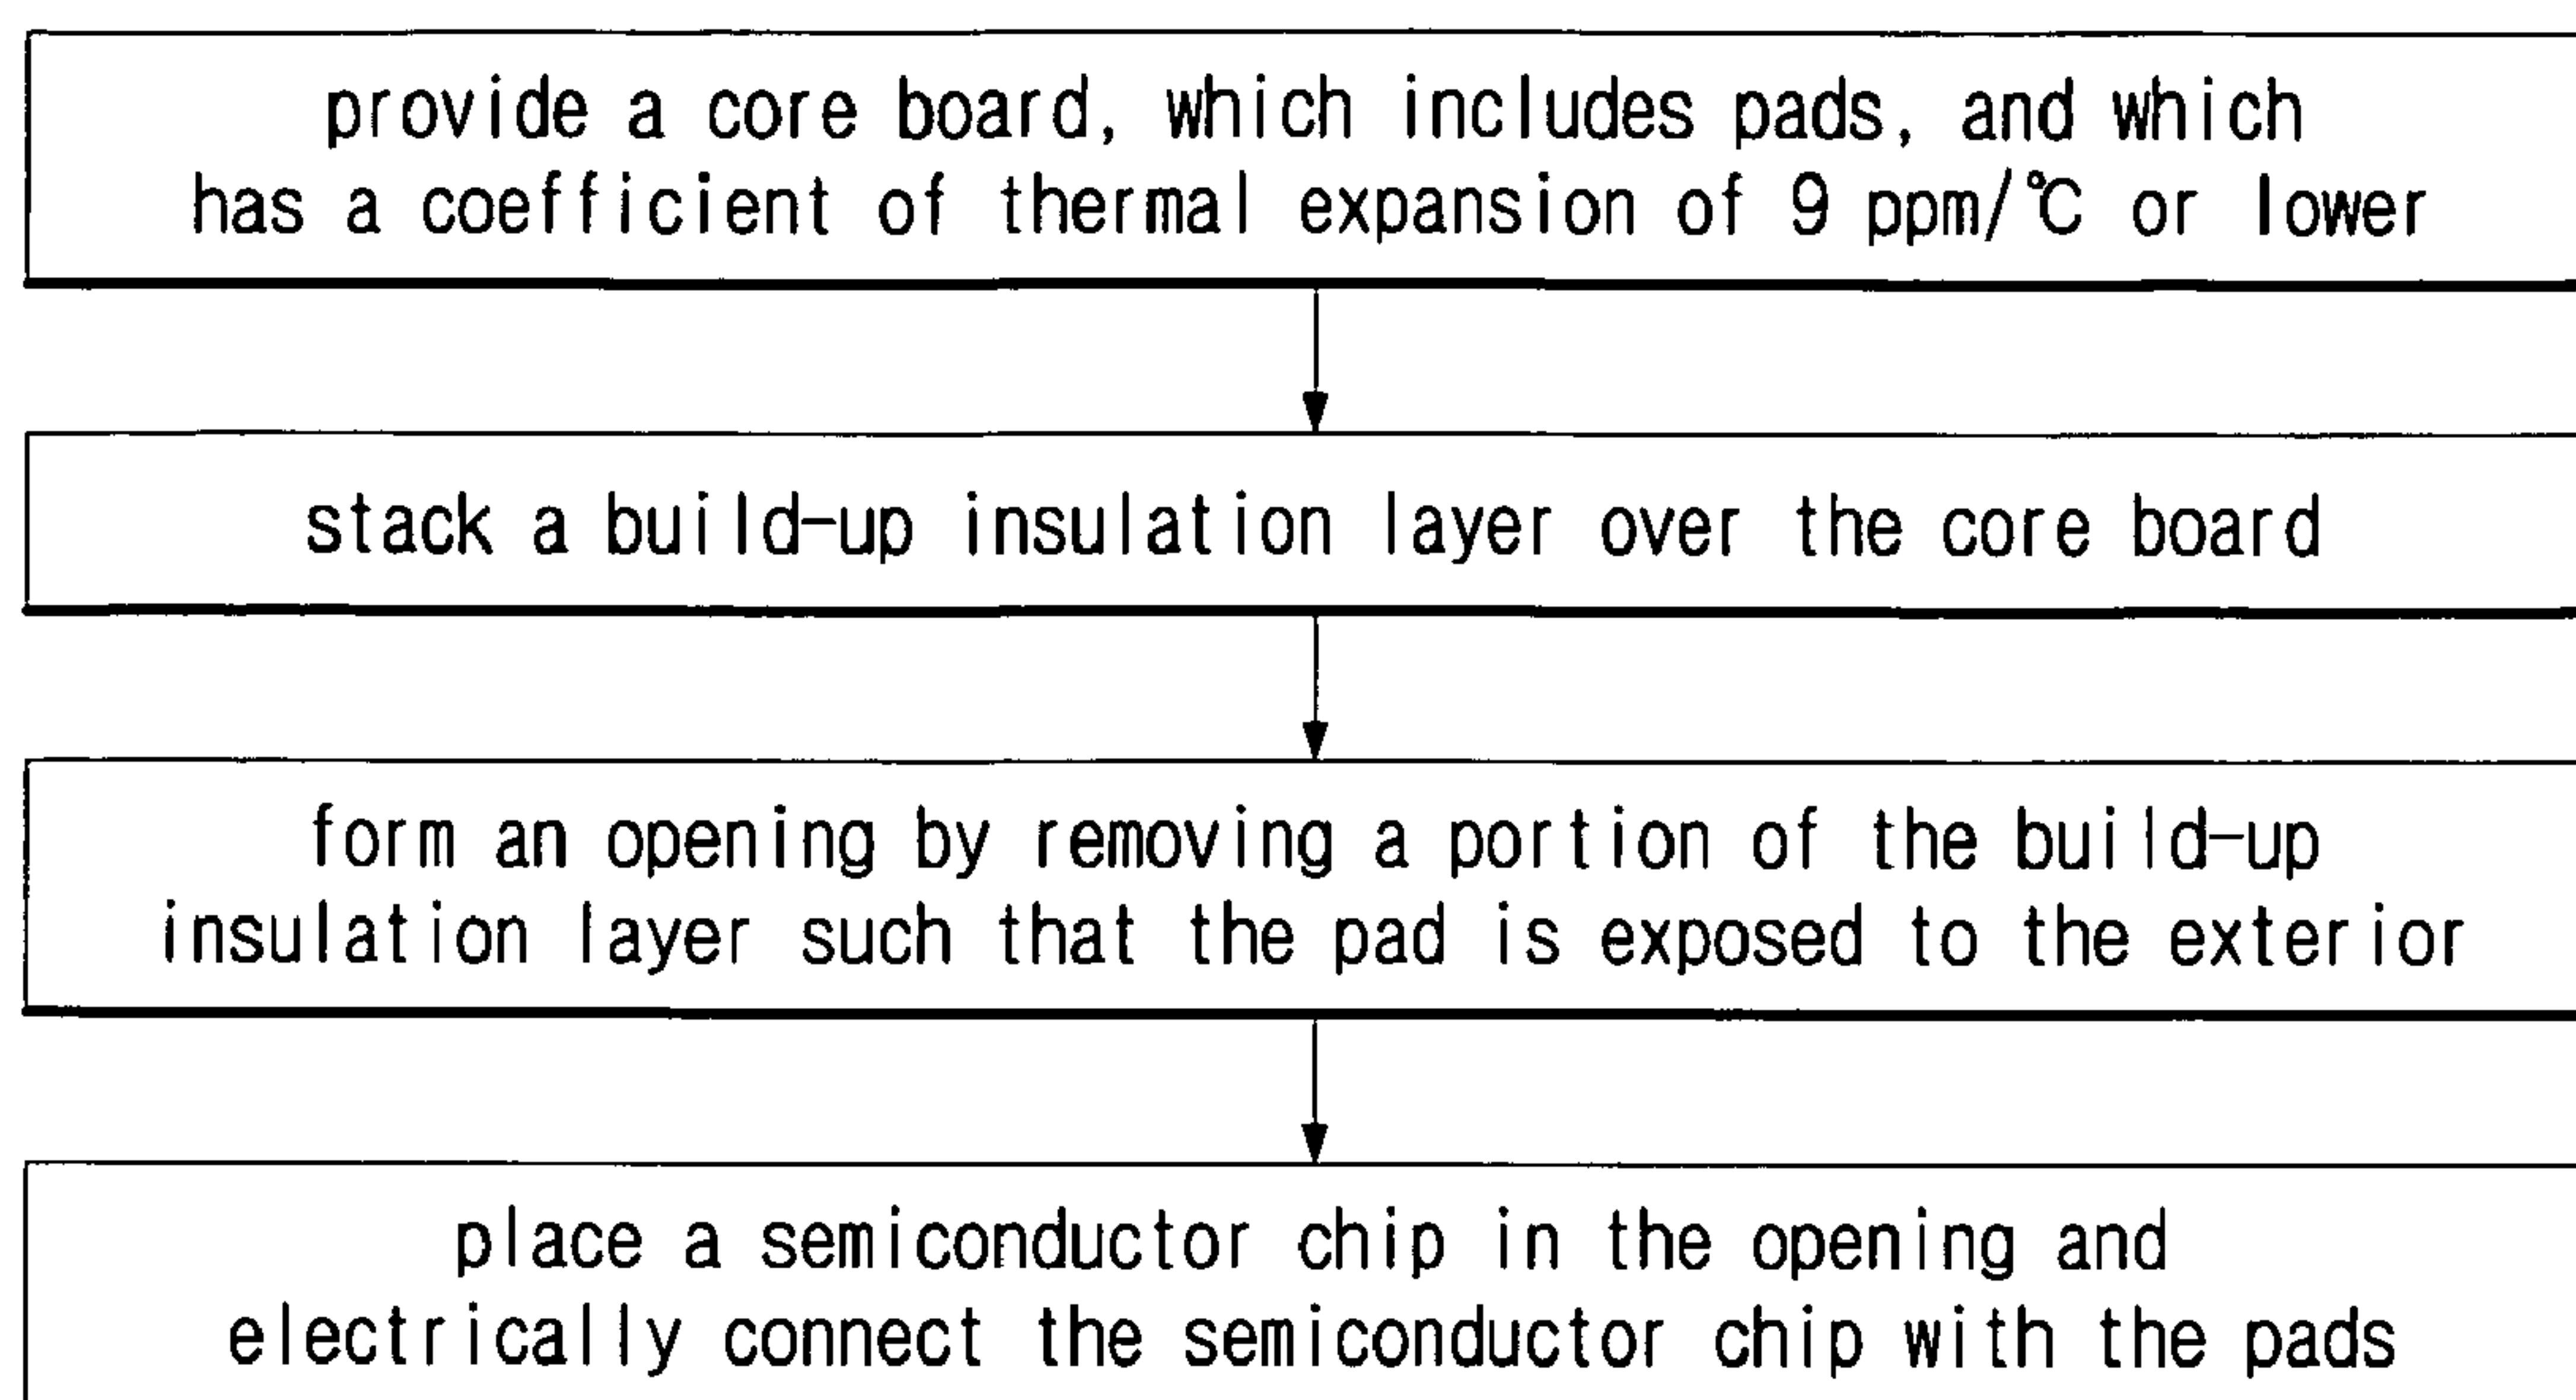 provide a core board, which includes pads, and which
has a coefficient of thermal expansion of 9 ppm/℃ or lower
stack a build-up insulation layer over the core board
form an opening by removing a portion of the build-up
insulation layer such that the pad is exposed to the exterior
place a semiconductor chip in the opening and
electrically connect the semiconductor chip with the pads